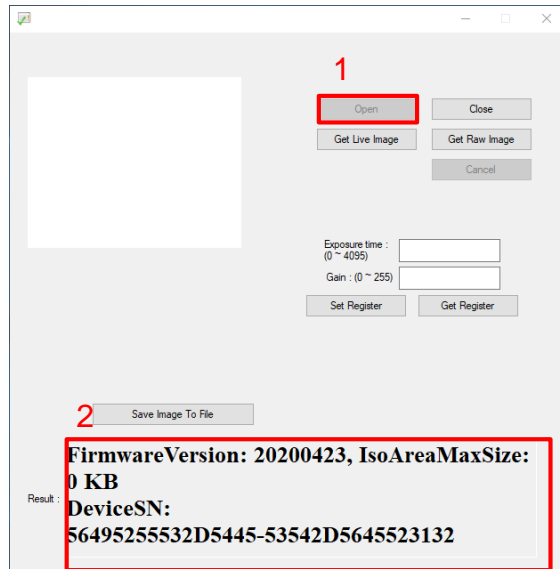 1
Open
Close
Get Live Image
Get Raw Image
Cancel
Exposure time :
(0 ~ 4095)
Gain : (0 ~ 255)
Set Register
Get Register
2
Save Image To File
Result :
FirmwareVersion: 20200423, IsoAreaMaxSize:
0 KB
DeviceSN:
56495255532D5445-53542D5645523132